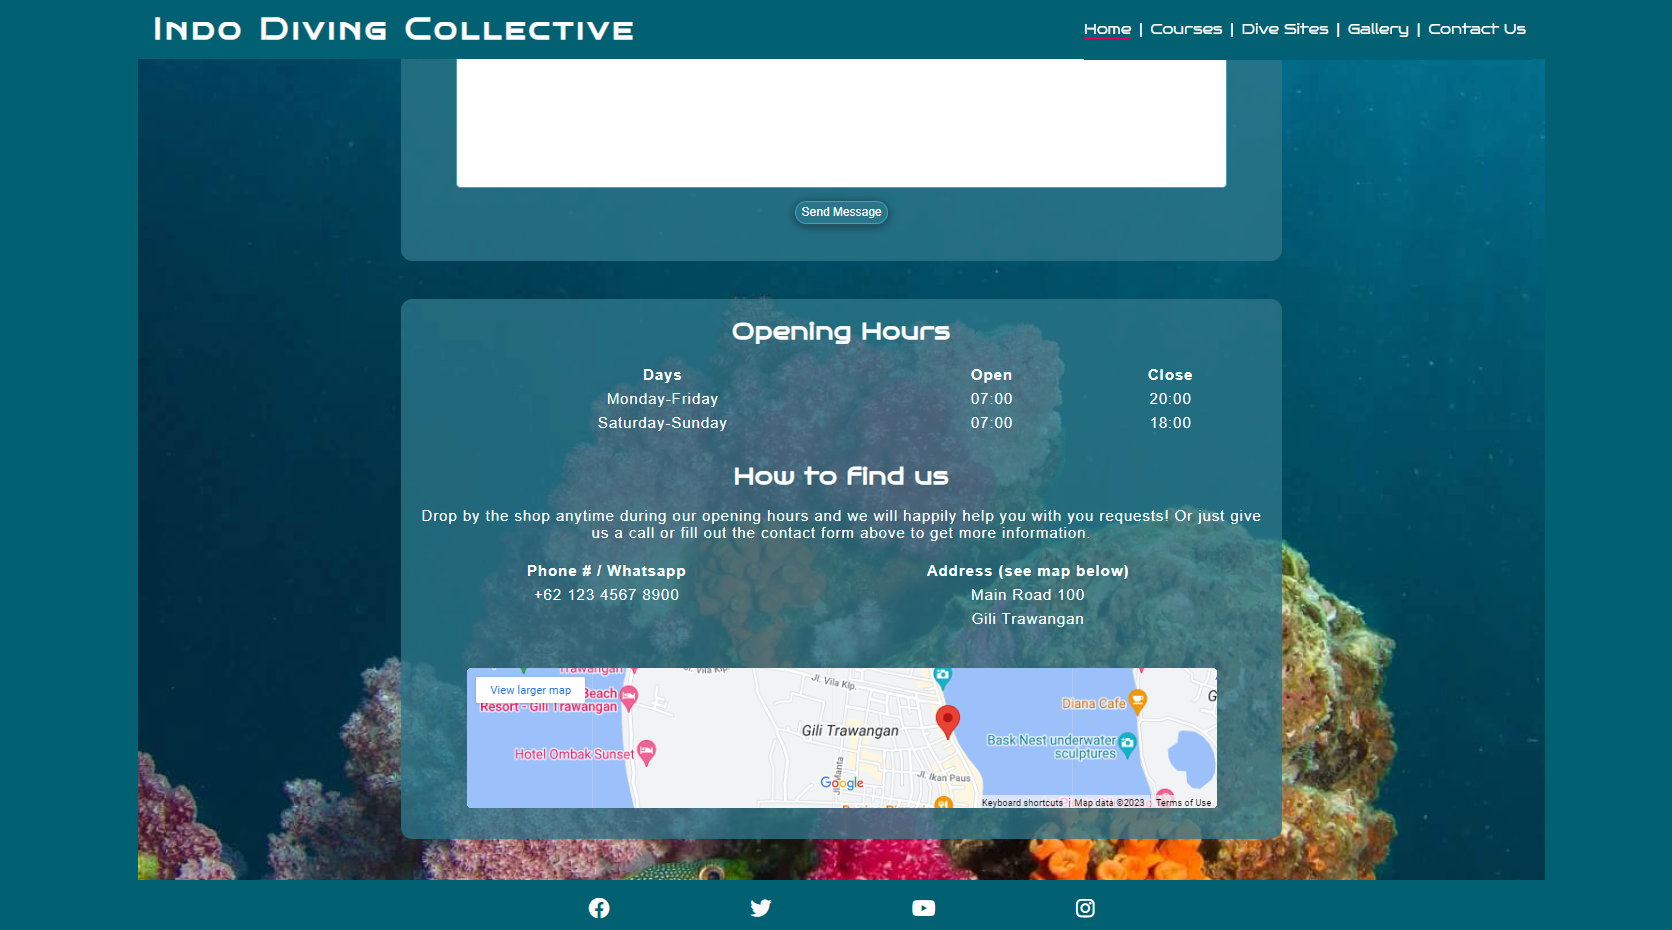 Indo Diving Collective
Home | Courses | Dive Sites | Gallery | Contact Us
Send Message
Opening Hours
Days Open Close
Monday-Friday 07:00 20:00
Saturday-Sunday 07:00 18:00
How to find us
Drop by the shop anytime during our opening hours and we will happily help you with you requests! Or just give
us a call or fill out the contact form above to get more information.
Phone # / Whatsapp
+62 123 4567 8900
Address (see map below)
Main Road 100
Gili Trawangan
View larger map
Trawangan
Beach
Resort - Gili Trawangan
Hotel Ombak Sunset
Jl. Vila Klp.
Jl. Vila Klp.
Gili Trawangan
Manta
Jl. Ikan Paus
Google
Diana Cafe
Bask Nest underwater
sculptures
G
Keyboard shortcuts
Map data ©2023
Terms of Use